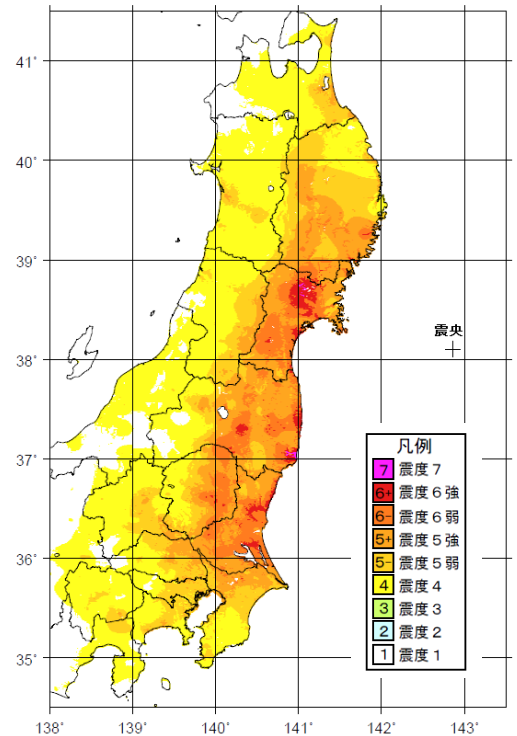 41°
40°
39°
38°
37°
36°
35°
138°
139°
140°
141°
142°
143°
震央
凡例
7 震度７
6+ 震度６強
6- 震度６弱
5+ 震度５強
5- 震度５弱
4 震度４
3 震度３
2 震度２
1 震度１